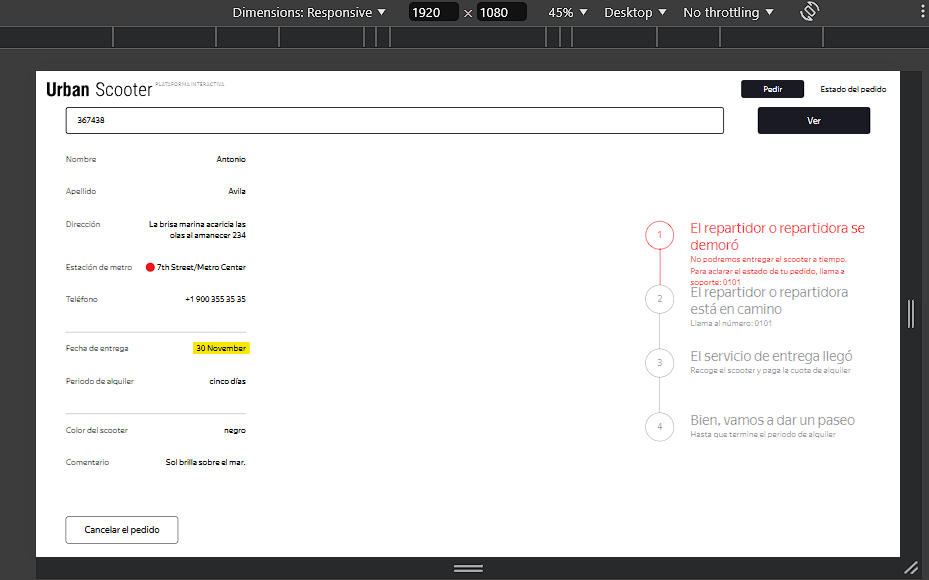 Dimensions: Responsive 1920 x 1080 45% Desktop No throttling
Urban Scooter PLATAFORMA INTERACTIVA
Pedir Estado del pedido
367438 Ver
Nombre Antonio
Apellido Avila
Dirección La brisa marina acaricia las
olas al amanecer 234
Estación de metro 7th Street/Metro Center
Teléfono +1 900 355 35 35
Fecha de entrega 30 November
Periodo de alquiler cinco días
Color del scooter negro
Comentario Sol brilla sobre el mar.
Cancelar el pedido
1 El repartidor o repartidora se
demoró
No podremos entregar el scooter a tiempo.
Para aclarar el estado de tu pedido, llama a
soporte: 0101
2 El repartidor o repartidora
está en camino
Llama al número: 0101
3 El servicio de entrega llegó
Recoge el scooter y paga la cuota de alquiler
4 Bien, vamos a dar un paseo
Hasta que termine el periodo de alquiler